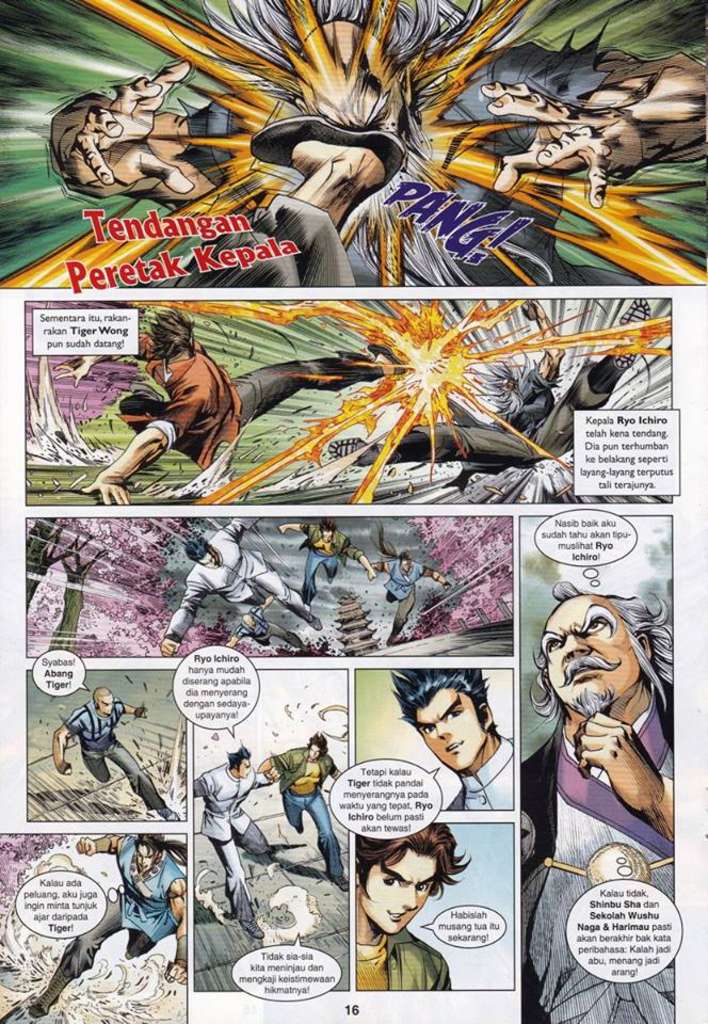 Tendangan
Peretak Kepala
PANG!
Sementara itu, rakan-
rakan Tiger Wong
pun sudah datang!
Kepala Ryo Ichiro
telah kena tendang.
Dia pun terhumban
ke belakang seperti
layang-layang terputus
tali terajunya.
Nasib baik aku
sudah tahu akan tipu-
muslihat Ryo
Ichiro!
Syabas!
Abang
Tiger!
Ryo Ichiro
hanya mudah
diserang apabila
dia menyerang
dengan sedaya-
upayanya!
Tetapi kalau
Tiger tidak pandai
menyerangnya pada
waktu yang tepat, Ryo
Ichiro belum pasti
akan tewas!
Kalau ada
peluang, aku juga
ingin minta tunjuk
ajar daripada
Tiger!
Tidak sia-sia
kita meninjau dan
mengkaji keistimewaan
hikmatnya!
Habislah
musang tua itu
sekarang!
Kalau tidak,
Shinbu Sha dan
Sekolah Wushu
Naga & Harimau pasti
akan berakhir bak kata
peribahasa: Kalah jadi
abu, menang jadi
arang!
16